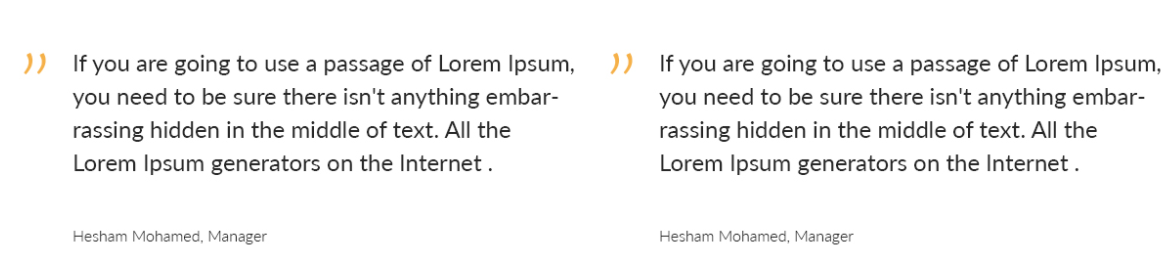 ” If you are going to use a passage of Lorem Ipsum,
you need to be sure there isn't anything embar-
rassing hidden in the middle of text. All the
Lorem Ipsum generators on the Internet .
Hesham Mohamed, Manager
” If you are going to use a passage of Lorem Ipsum,
you need to be sure there isn't anything embar-
rassing hidden in the middle of text. All the
Lorem Ipsum generators on the Internet .
Hesham Mohamed, Manager